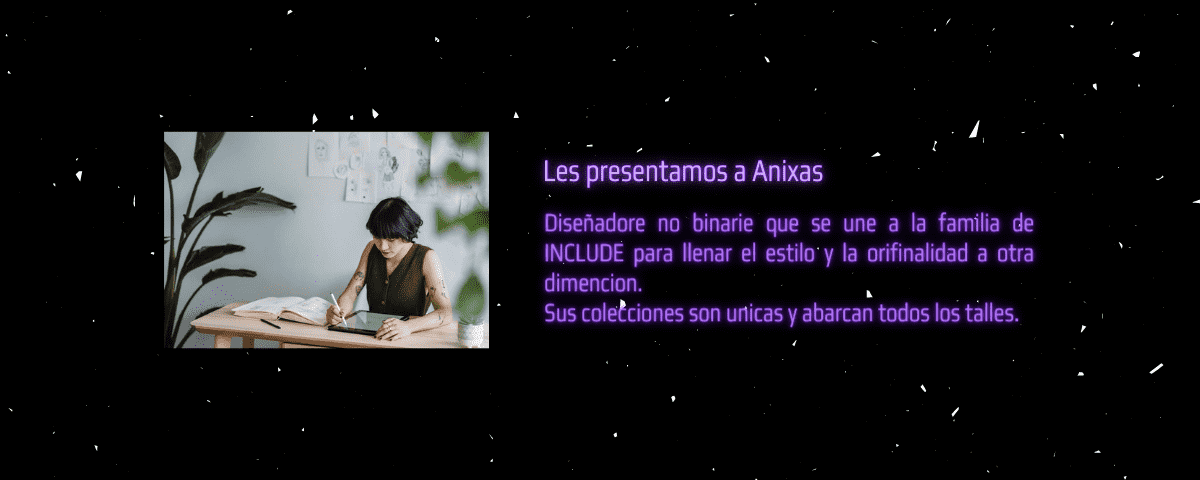 Les presentamos a Anixas
Diseñadore no binarie que se une a la familia de
INCLUDE para llenar el estilo y la orifinalidad a otra
dimencion.
Sus colecciones son unicas y abarcan todos los talles.